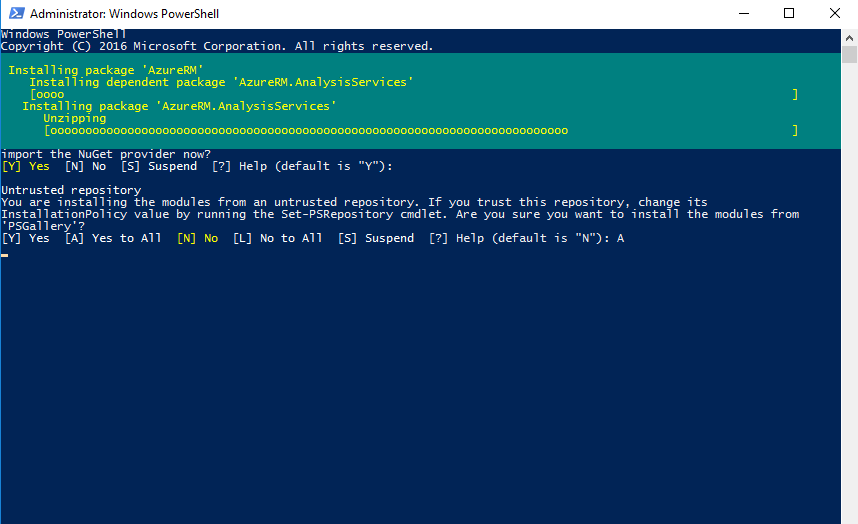 Administrator: Windows PowerShell
Windows PowerShell
Copyright (C) 2016 Microsoft Corporation. All rights reserved.
Installing package 'AzureRM'
Installing dependent package 'AzureRM.AnalysisServices'
[oooo ]
Installing package 'AzureRM.AnalysisServices'
Unzipping
[oooooooooooooooooooooooooooooooooooooooooooooooooooooooooooooooooooooooooo ]
import the NuGet provider now?
[Y] Yes  [N] No  [S] Suspend  [?] Help (default is "Y"):
Untrusted repository
You are installing the modules from an untrusted repository. If you trust this repository, change its
InstallationPolicy value by running the Set-PSRepository cmdlet. Are you sure you want to install the modules from
'PSGallery'?
[Y] Yes  [A] Yes to All  [N] No  [L] No to All  [S] Suspend  [?] Help (default is "N"): A